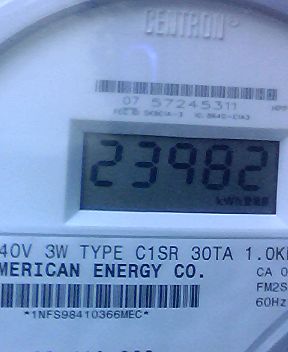 CENTRON
07 57245311
23982
kWh
40V 3W TYPE C1SR 30TA 1.0K
MERICAN ENERGY CO.
CA 0
FM2S
60Hz
*1NFS98410366MEC*